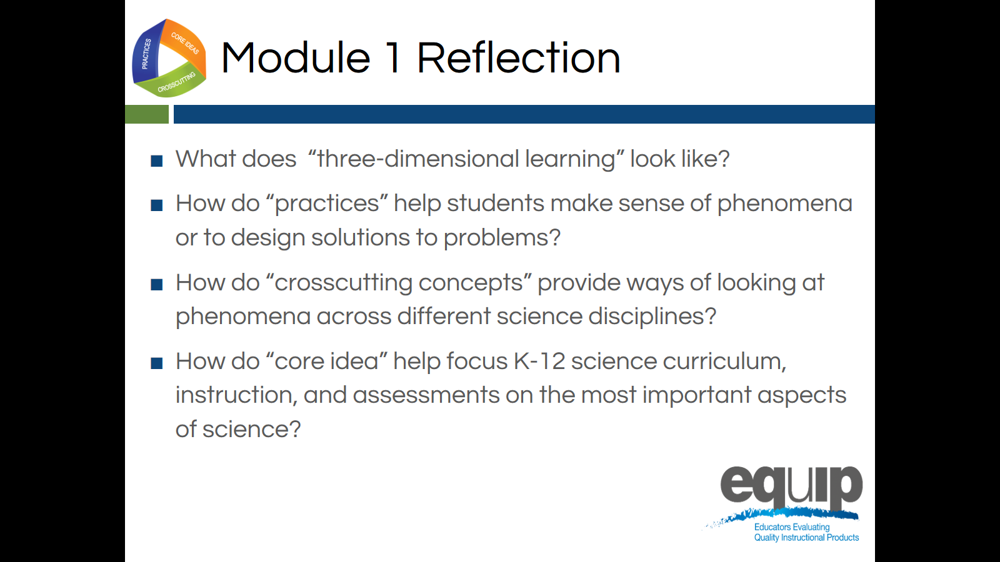 PRACTICES
CORE IDEAS
CROSSCUTTING
Module 1 Reflection
What does “three-dimensional learning” look like?
How do “practices” help students make sense of phenomena
or to design solutions to problems?
How do “crosscutting concepts” provide ways of looking at
phenomena across different science disciplines?
How do “core idea” help focus K-12 science curriculum,
instruction, and assessments on the most important aspects
of science?
equip
Educators Evaluating
Quality Instructional Products